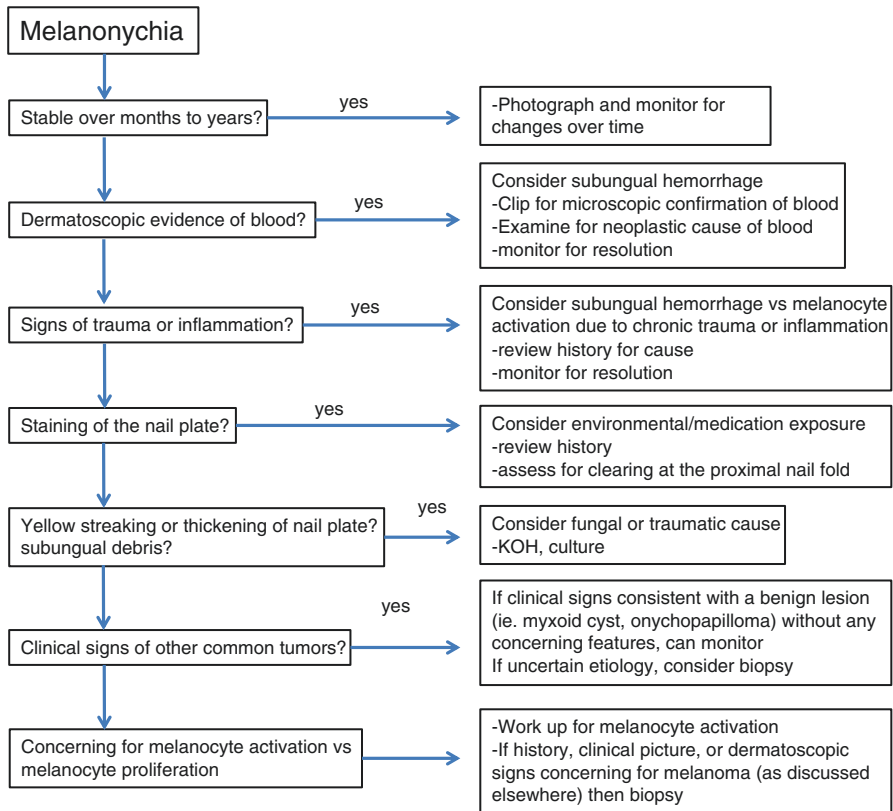 Melanonychia
Stable over months to years?
yes
-Photograph and monitor for
changes over time
Dermatoscopic evidence of blood?
yes
Consider subungual hemorrhage
-Clip for microscopic confirmation of blood
-Examine for neoplastic cause of blood
-monitor for resolution
Signs of trauma or inflammation?
yes
Consider subungual hemorrhage vs melanocyte
activation due to chronic trauma or inflammation
-review history for cause
-monitor for resolution
Staining of the nail plate?
yes
Consider environmental/medication exposure
-review history
-assess for clearing at the proximal nail fold
Yellow streaking or thickening of nail plate?
subungual debris?
yes
Consider fungal or traumatic cause
-KOH, culture
Clinical signs of other common tumors?
yes
If clinical signs consistent with a benign lesion
(ie. myxoid cyst, onychopapilloma) without any
concerning features, can monitor
If uncertain etiology, consider biopsy
Concerning for melanocyte activation vs
melanocyte proliferation
-Work up for melanocyte activation
-If history, clinical picture, or dermatoscopic
signs concerning for melanoma (as discussed
elsewhere) then biopsy